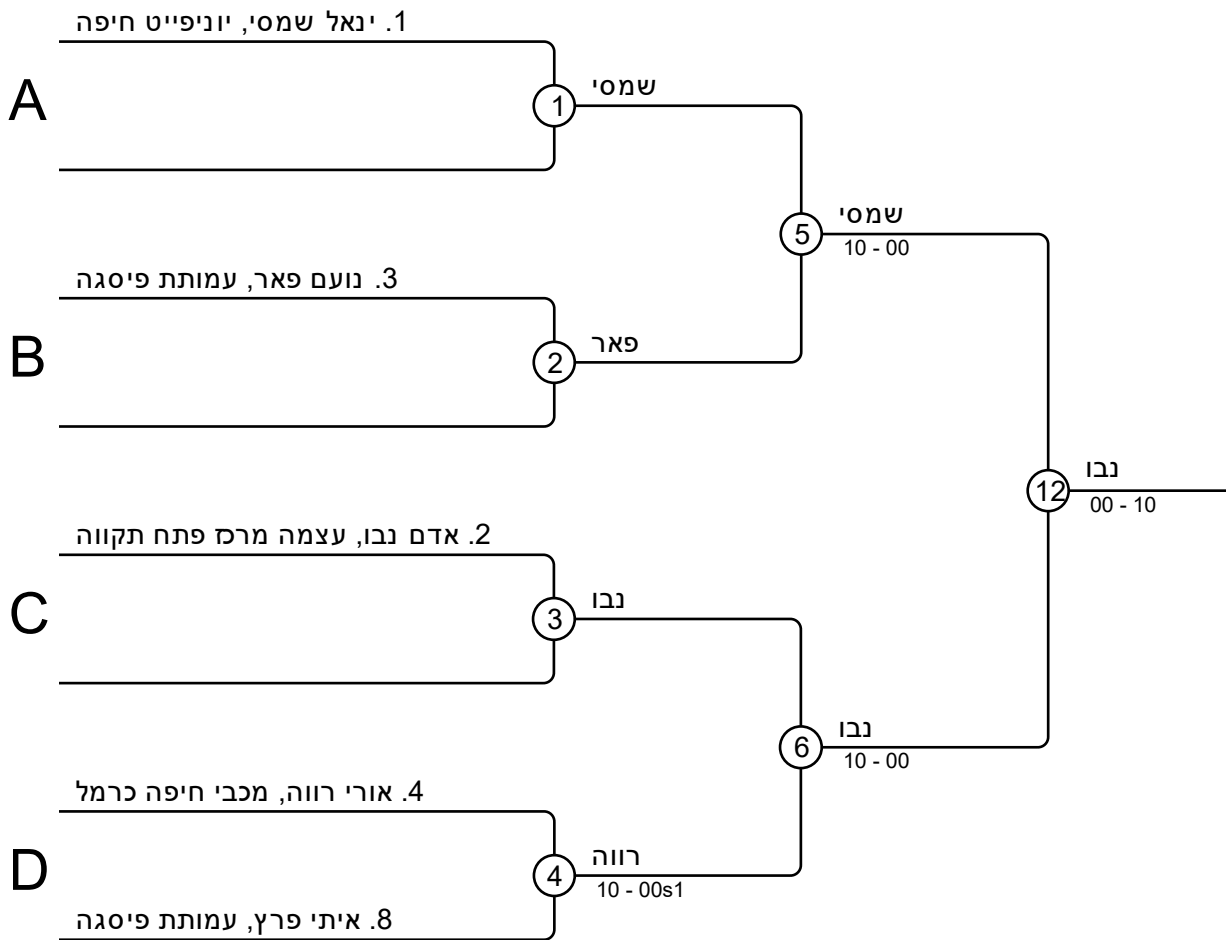 1. ינאל שמסי, יוניפייט חיפה
A
1
שמסי
5
שמסי
10 - 00
3. נועם פאר, עמותת פיסגה
B
2
פאר
12
נבו
00 - 10
2. אדם נבו, עצמה מרכז פתח תקווה
C
3
נבו
6
נבו
10 - 00
4. אורי רווה, מכבי חיפה כרמל
D
4
רווה
10 - 00s1
8. איתי פרץ, עמותת פיסגה